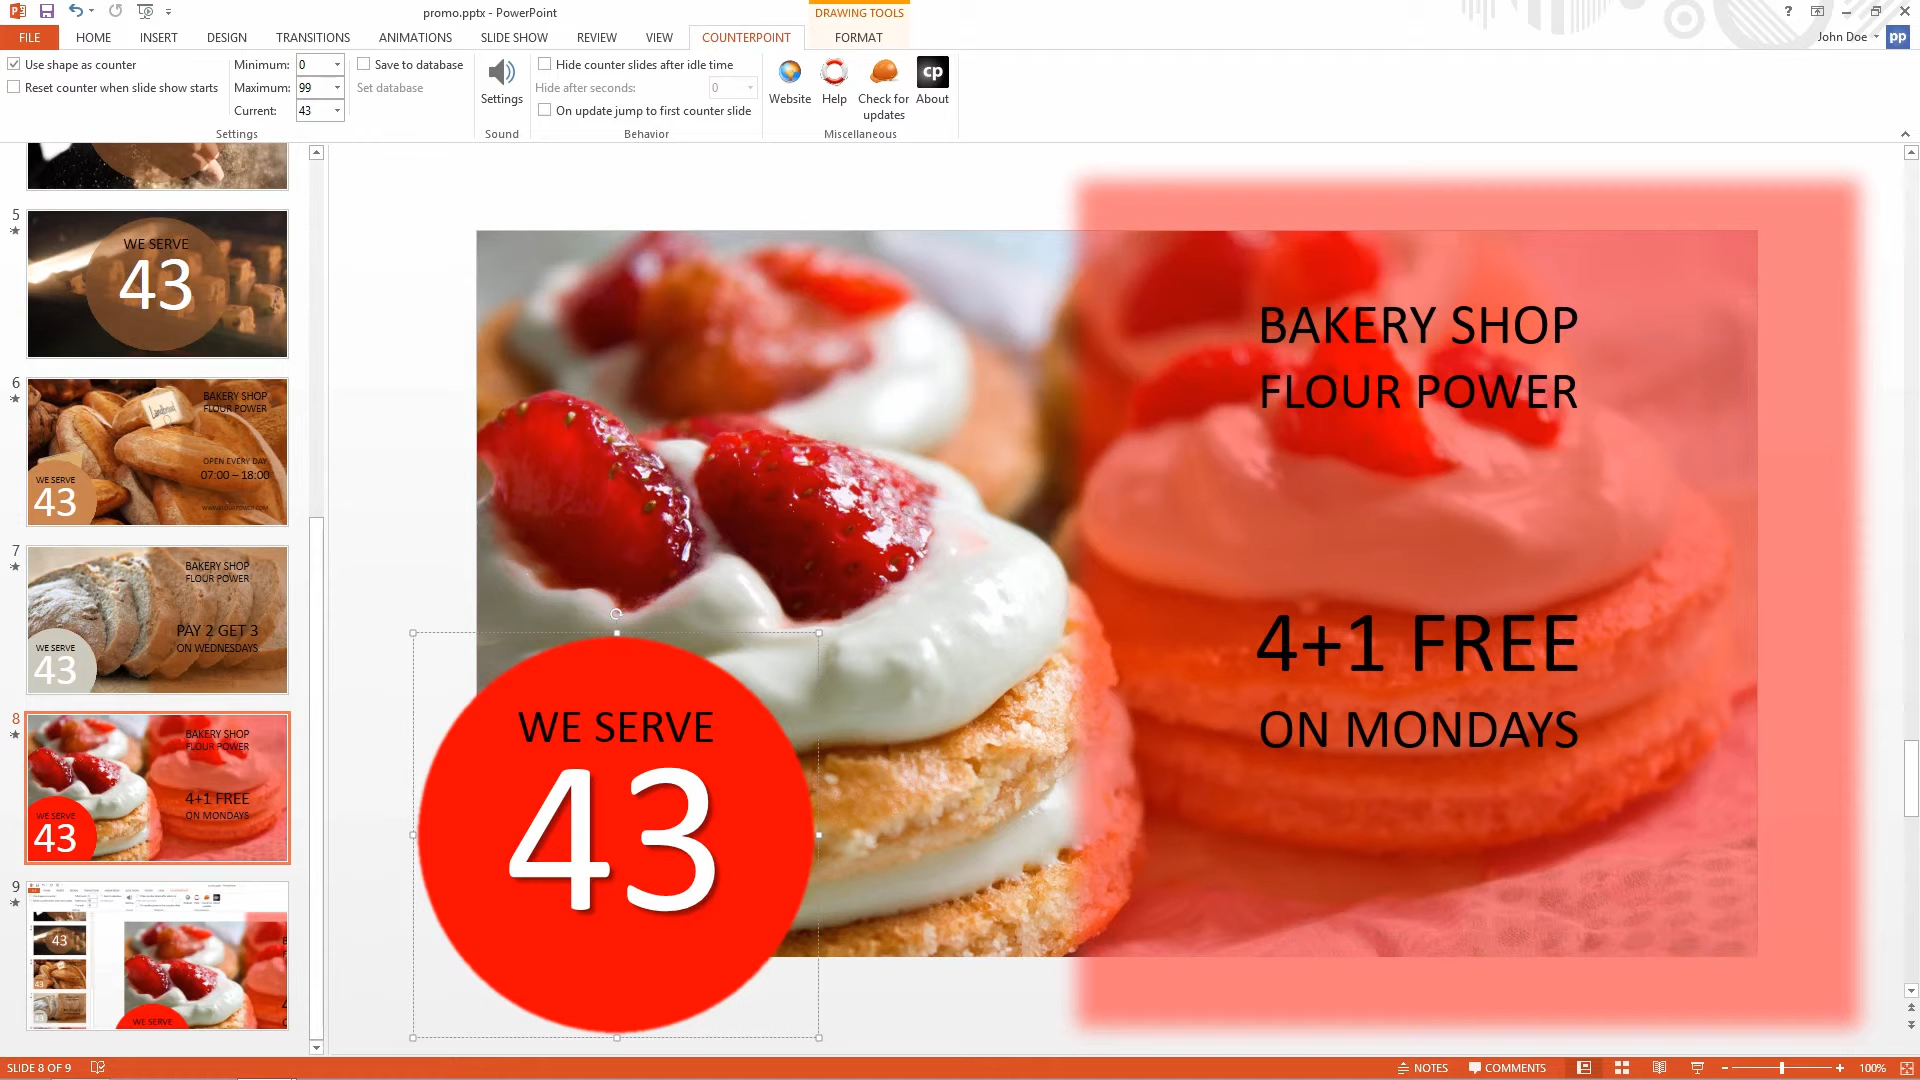 promo.pptx - PowerPoint
DRAWING TOOLS
?
FILE
HOME
INSERT
DESIGN
TRANSITIONS
ANIMATIONS
SLIDE SHOW
REVIEW
VIEW
COUNTERPOINT
FORMAT
John Doe
pp
Use shape as counter
Reset counter when slide show starts
Minimum: 0
Maximum: 99
Current: 43
Settings
Save to database
Set database
Settings
Sound
Hide counter slides after idle time
Hide after seconds: 0
On update jump to first counter slide
Behavior
Website
Help
Check for
updates
cp
About
Miscellaneous
5
WE SERVE
43
6
BAKERY SHOP
FLOUR POWER
OPEN EVERY DAY
07:00 – 18:00
WE SERVE
43
7
BAKERY SHOP
FLOUR POWER
PAY 2 GET 3
ON WEDNESDAYS
WE SERVE
43
8
BAKERY SHOP
FLOUR POWER
4+1 FREE
ON MONDAYS
WE SERVE
43
9
43
WE SERVE
BAKERY SHOP
FLOUR POWER
4+1 FREE
ON MONDAYS
WE SERVE
43
SLIDE 8 OF 9
NOTES
COMMENTS
100%